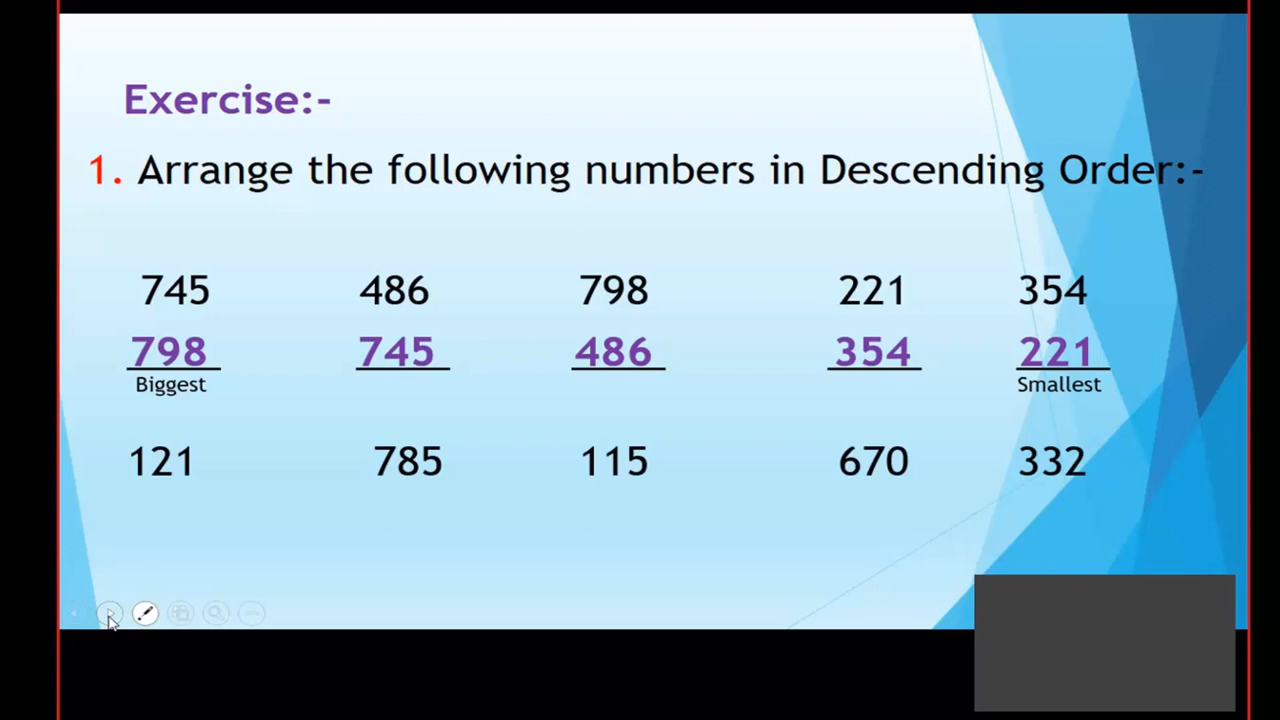 Exercise:-
1. Arrange the following numbers in Descending Order:-
745 486 798 221 354
798 745 486 354 221
Biggest Smallest
121 785 115 670 332